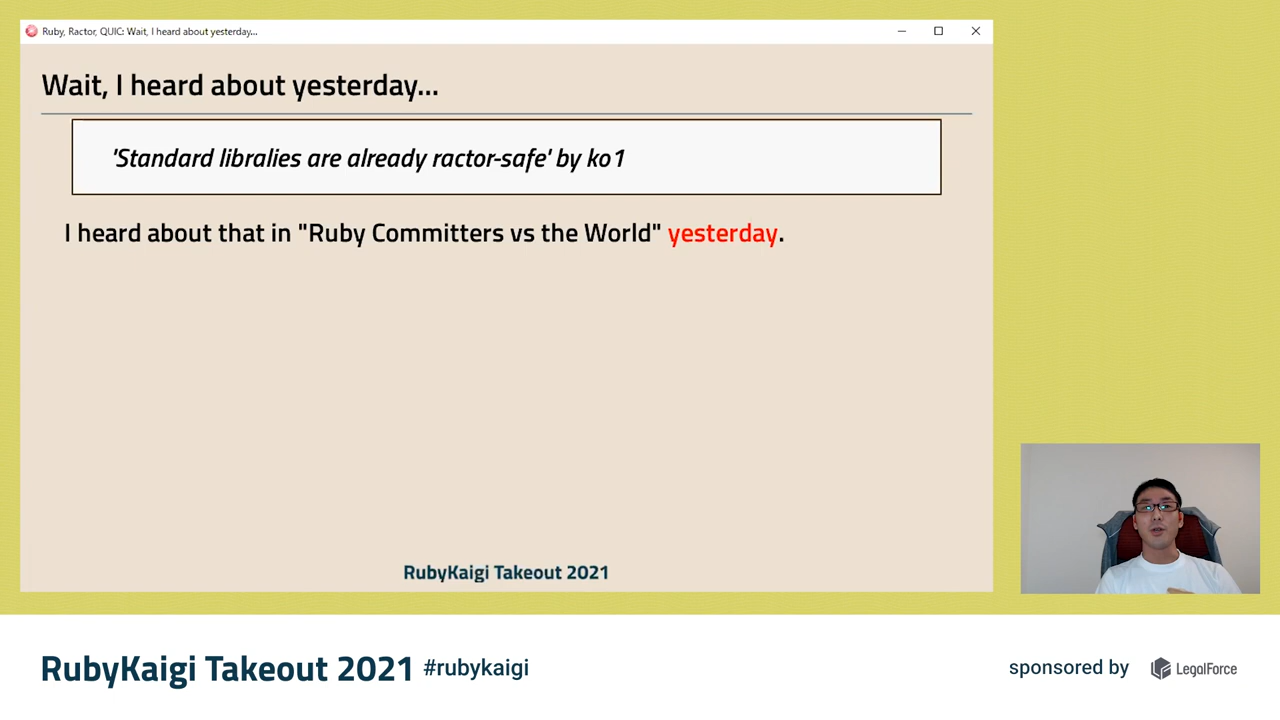 Ruby, Ractor, QUIC: Wait, I heard about yesterday...
Wait, I heard about yesterday...
'Standard libralies are already ractor-safe' by ko1
I heard about that in "Ruby Committers vs the World" yesterday.
RubyKaigi Takeout 2021
RubyKaigi Takeout 2021 #rubykaigi
sponsored by LegalForce